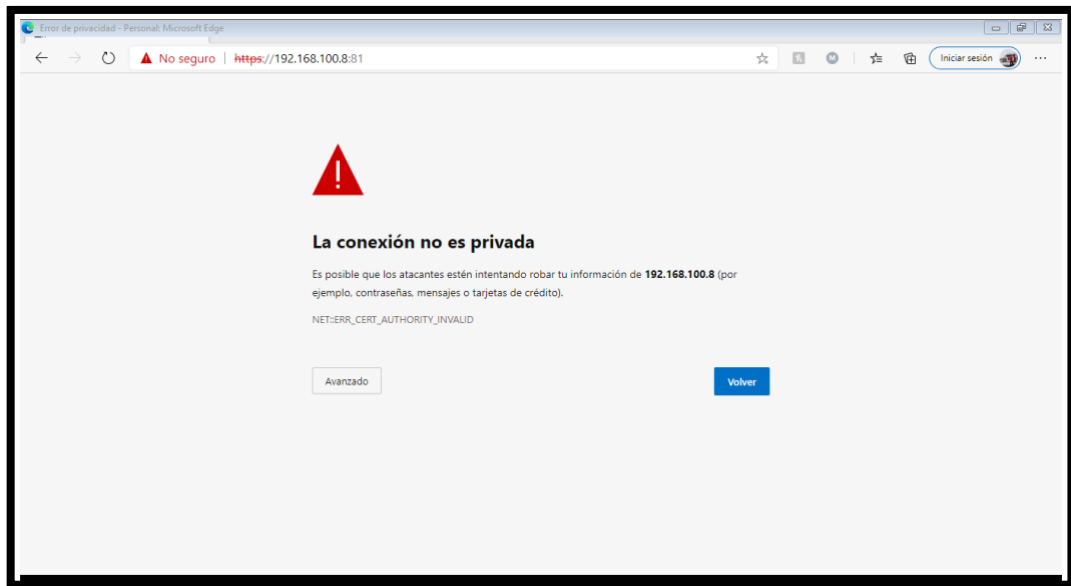 Error de privacidad - Personal: Microsoft Edge
No seguro | https://192.168.100.8:81
Iniciar sesión
La conexión no es privada
Es posible que los atacantes estén intentando robar tu información de 192.168.100.8 (por
ejemplo, contraseñas, mensajes o tarjetas de crédito).
NET::ERR_CERT_AUTHORITY_INVALID
Avanzado
Volver